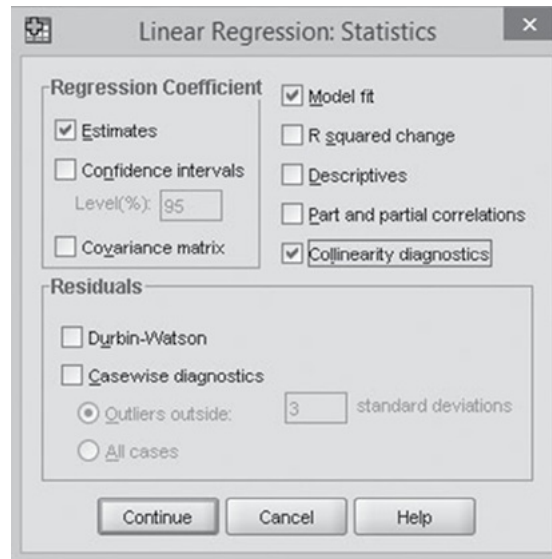 Linear Regression: Statistics
Regression Coefficient
Estimates
Confidence intervals
Level(%): 95
Covariance matrix
Model fit
R squared change
Descriptives
Part and partial correlations
Collinearity diagnostics
Residuals
Durbin-Watson
Casewise diagnostics
Outliers outside: 3 standard deviations
All cases
Continue Cancel Help